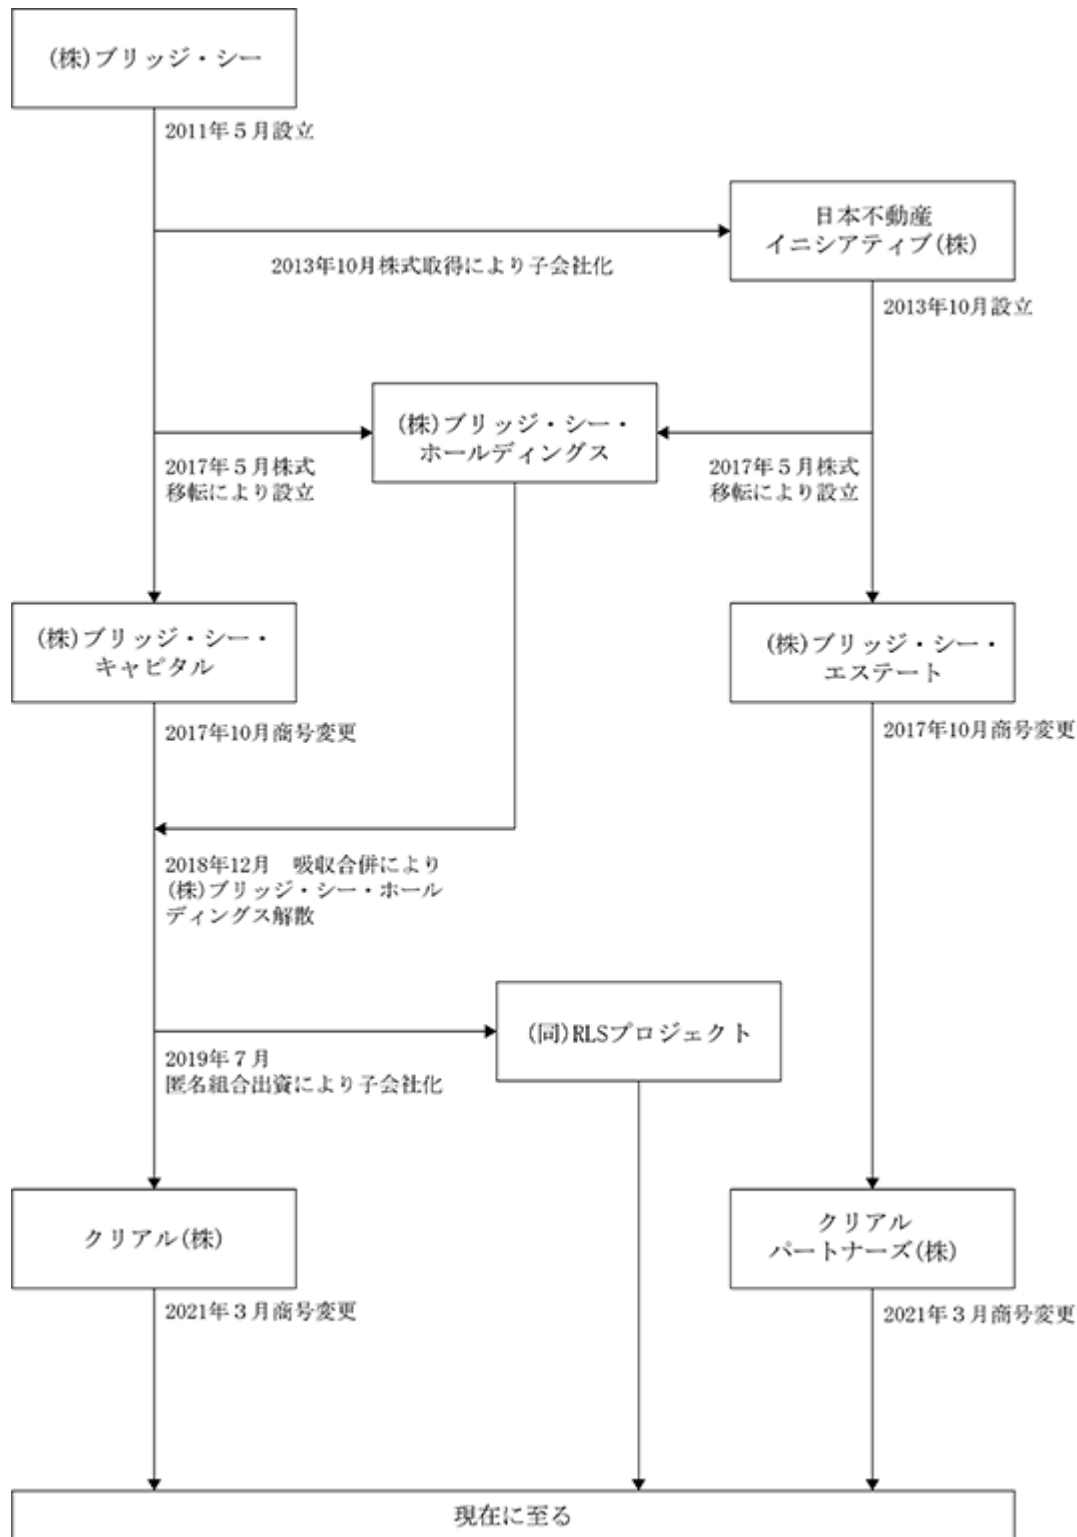 (株)ブリッジ・シー
2011年5月設立
日本不動産
イニシアティブ(株)
2013年10月株式取得により子会社化
2013年10月設立
(株)ブリッジ・シー・
ホールディングス
2017年5月株式
移転により設立
2017年5月株式
移転により設立
(株)ブリッジ・シー・
キャピタル
(株)ブリッジ・シー・
エステート
2017年10月商号変更
2017年10月商号変更
2018年12月　吸収合併により
(株)ブリッジ・シー・ホール
ディングス解散
(同)RLSプロジェクト
2019年7月
匿名組合出資により子会社化
クリアル(株)
クリアル
パートナーズ(株)
2021年3月商号変更
2021年3月商号変更
現在に至る